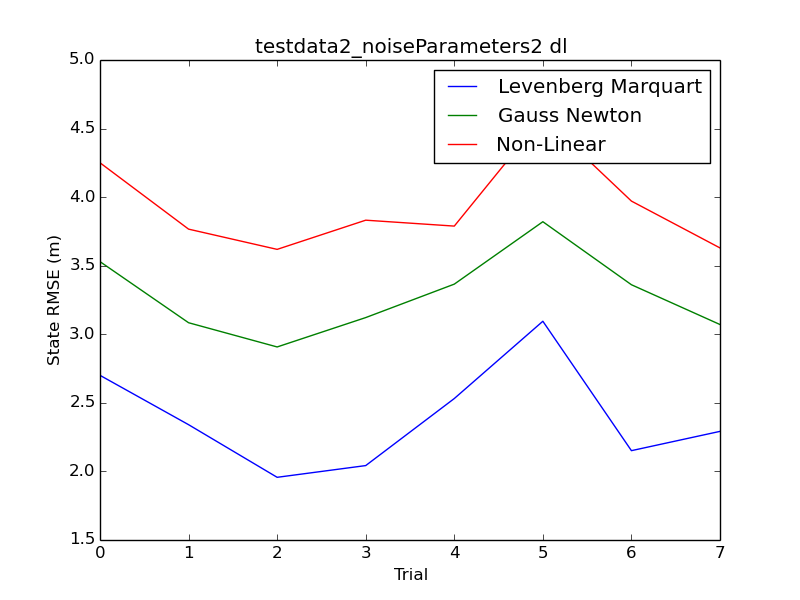 testdata2_noiseParameters2 dl
Levenberg Marquart
Gauss Newton
Non-Linear
State RMSE (m)
5.0
4.5
4.0
3.5
3.0
2.5
2.0
1.5
0 1 2 3 4 5 6 7
Trial